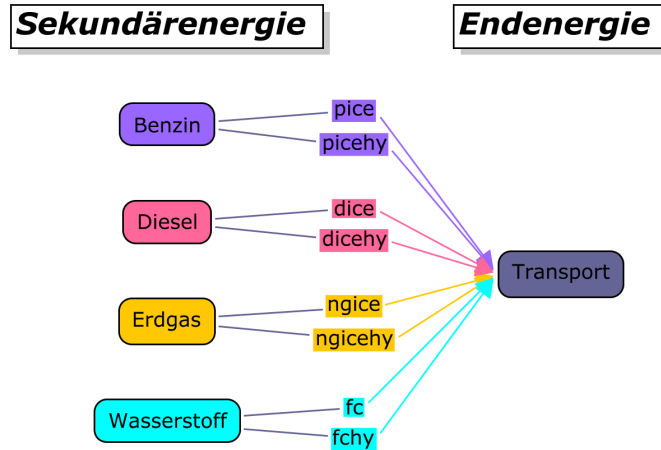 Sekundärenergie
Endenergie
Benzin
pice
picehy
Diesel
dice
dicehy
Transport
Erdgas
ngice
ngicehy
Wasserstoff
fc
fchy